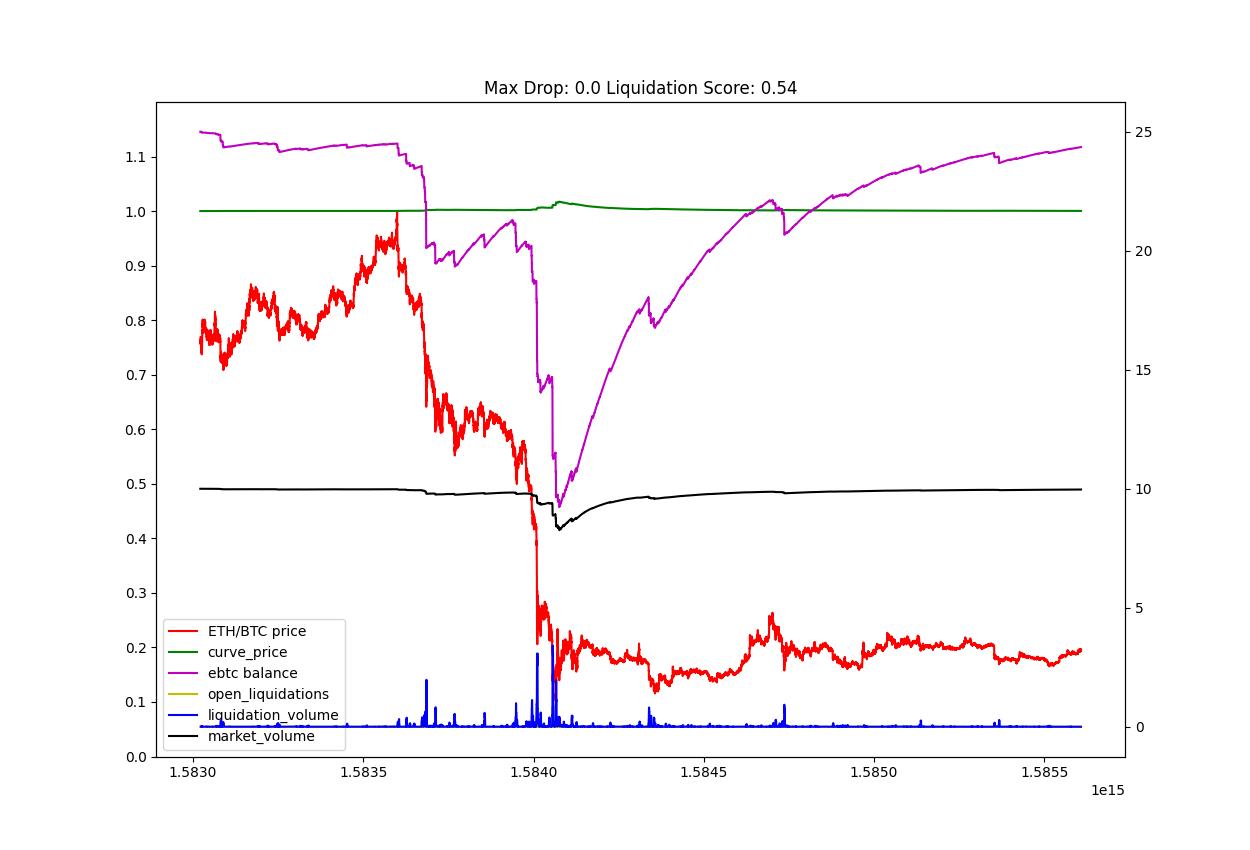 Max Drop: 0.0 Liquidation Score: 0.54
1.1
1.0
0.9
0.8
0.7
0.6
0.5
0.4
0.3
0.2
0.1
0.0
25
20
15
10
5
0
ETH/BTC price
curve_price
ebtc balance
open_liquidations
liquidation_volume
market_volume
1.5830 1.5835 1.5840 1.5845 1.5850 1.5855
1e15